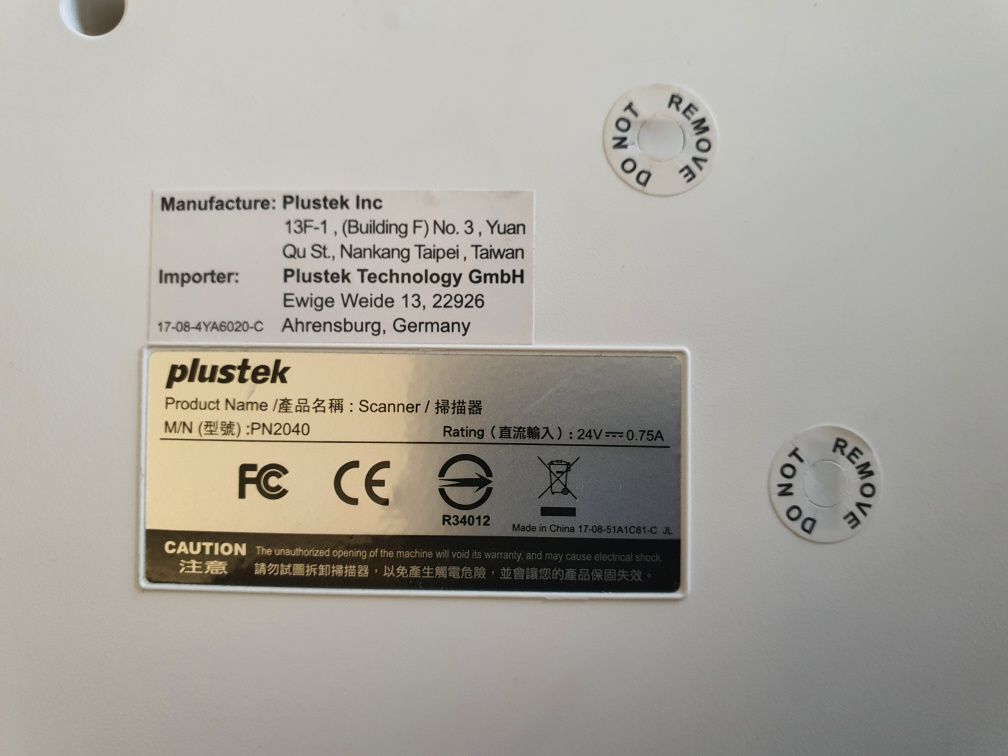 DO NOT REMOVE
Manufacture: Plustek Inc
13F-1 , (Building F) No. 3 , Yuan
Qu St., Nankang Taipei , Taiwan
Importer: Plustek Technology GmbH
Ewige Weide 13, 22926
17-08-4YA6020-C Ahrensburg, Germany
plustek
Product Name /產品名稱 : Scanner / 掃描器
M/N (型號) :PN2040 Rating (直流輸入) : 24V⎓0.75A
FC CE
R34012
Made in China 17-08-51A1C81-C JL
CAUTION The unauthorized opening of the machine will void its warranty, and may cause electrical shock.
注意 請勿試圖拆卸掃描器，以免產生觸電危險，並會讓您的產品保固失效。
DO NOT REMOVE